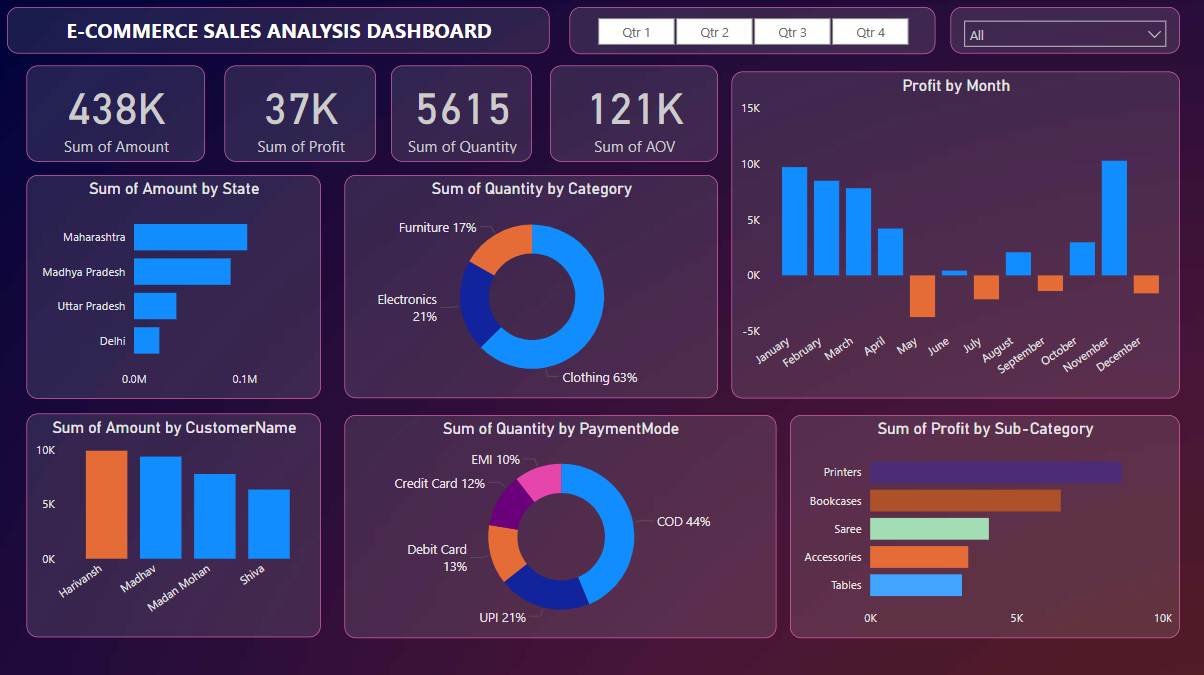 E-COMMERCE SALES ANALYSIS DASHBOARD
Qtr 1 Qtr 2 Qtr 3 Qtr 4
All
438K
Sum of Amount
37K
Sum of Profit
5615
Sum of Quantity
121K
Sum of AOV
Profit by Month
15K
10K
5K
0K
-5K
January February March April May June July August September October November December
Sum of Amount by State
Maharashtra
Madhya Pradesh
Uttar Pradesh
Delhi
0.0M 0.1M
Sum of Quantity by Category
Furniture 17%
Electronics
21%
Clothing 63%
Sum of Amount by CustomerName
10K
5K
0K
Harivansh Madhav Madan Mohan Shiva
Sum of Quantity by PaymentMode
EMI 10%
Credit Card 12%
COD 44%
Debit Card
13%
UPI 21%
Sum of Profit by Sub-Category
Printers
Bookcases
Saree
Accessories
Tables
0K 5K 10K